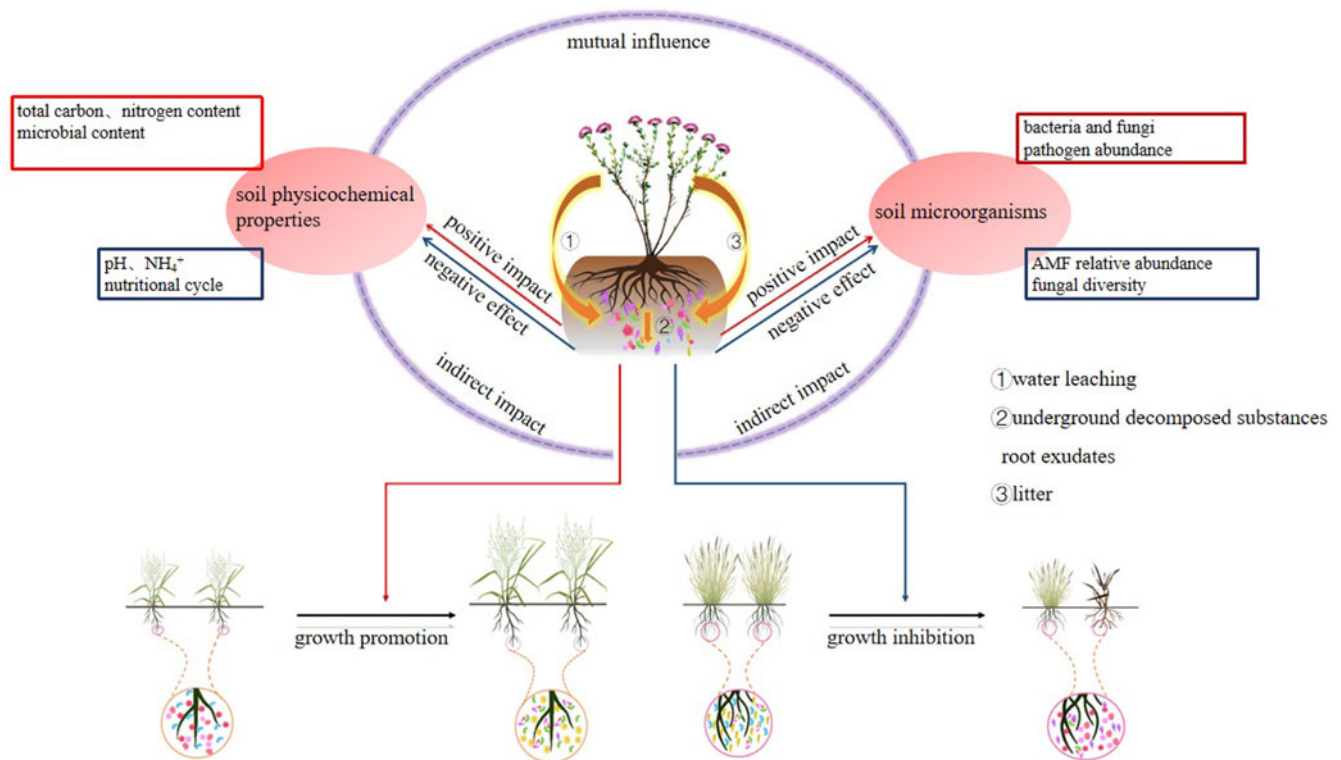 mutual influence
total carbon、nitrogen content
microbial content
bacteria and fungi
pathogen abundance
soil physicochemical
properties
soil microorganisms
pH、NH₄⁺
nutritional cycle
AMF relative abundance
fungal diversity
①
③
②
positive impact
negative effect
positive impact
negative effect
indirect impact
indirect impact
①water leaching
②underground decomposed substances
root exudates
③litter
growth promotion
growth inhibition